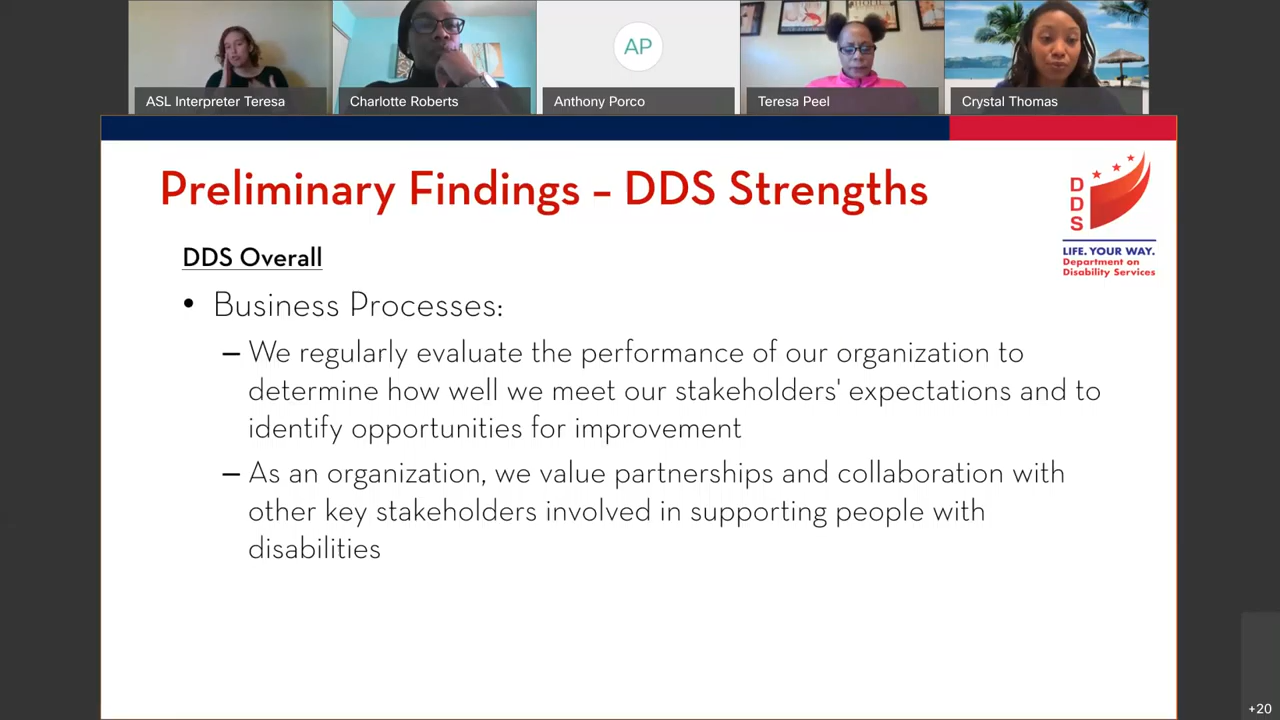 ASL Interpreter Teresa
Charlotte Roberts
AP
Anthony Porco
Teresa Peel
Crystal Thomas
Preliminary Findings – DDS Strengths
DDS
LIFE. YOUR WAY.
Department on
Disability Services
DDS Overall
• Business Processes:
– We regularly evaluate the performance of our organization to
determine how well we meet our stakeholders' expectations and to
identify opportunities for improvement
– As an organization, we value partnerships and collaboration with
other key stakeholders involved in supporting people with
disabilities
+20